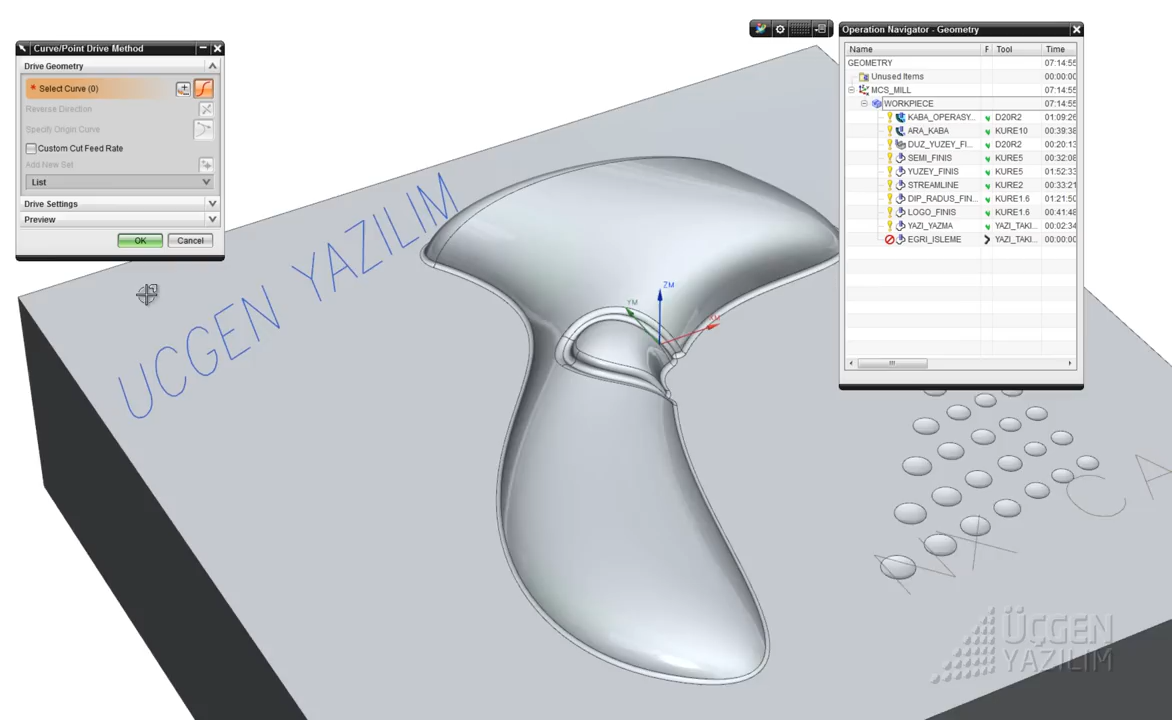 Curve/Point Drive Method
Drive Geometry
* Select Curve (0)
Reverse Direction
Specify Origin Curve
Custom Cut Feed Rate
Add New Set
List
Drive Settings
Preview
OK Cancel
Operation Navigator - Geometry
Name F Tool Time
GEOMETRY 07:14:55
Unused Items 00:00:00
MCS_MILL 07:14:55
WORKPIECE 07:14:55
KABA_OPERASY... D20R2 01:09:26
ARA_KABA KURE10 00:39:38
DUZ_YUZEY_FI... D20R2 00:20:13
SEMI_FINIS KURE5 00:32:08
YUZEY_FINIS KURE5 01:52:33
STREAMLINE KURE2 00:33:21
DIP_RADUS_FIN... KURE1.6 01:21:50
LOGO_FINIS KURE1.6 00:41:48
YAZI_YAZMA YAZI_TAKI... 00:02:34
EGRI_ISLEME YAZI_TAKI... 00:00:00
UCGEN YAZILIM
ZM
YM
XM
NX CA
ÜÇGEN
YAZILIM